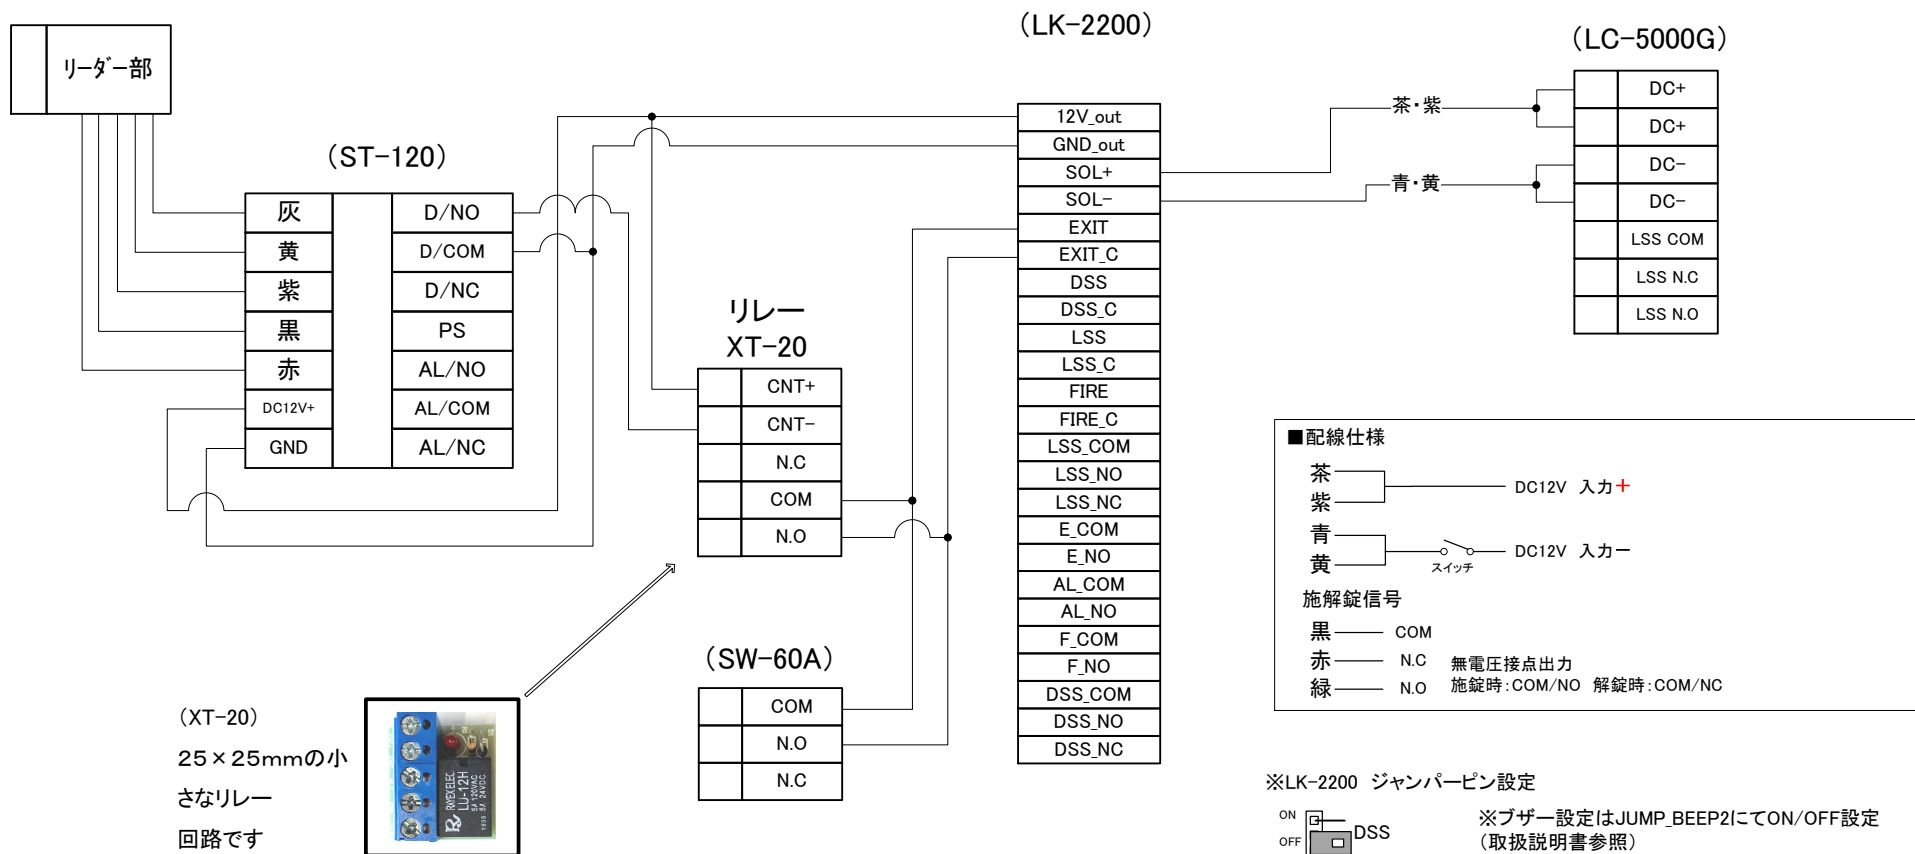 (LK-2200)
(LC-5000G)
リーダー部
(ST-120)
灰
黄
紫
黒
赤
DC12V+
GND
D/NO
D/COM
D/NC
PS
AL/NO
AL/COM
AL/NC
リレー
XT-20
CNT+
CNT-
N.C
COM
N.O
(SW-60A)
COM
N.O
N.C
12V_out
GND_out
SOL+
SOL-
EXIT
EXIT_C
DSS
DSS_C
LSS
LSS_C
FIRE
FIRE_C
LSS_COM
LSS_NO
LSS_NC
E_COM
E_NO
AL_COM
AL_NO
F_COM
F_NO
DSS_COM
DSS_NO
DSS_NC
茶・紫
青・黄
DC+
DC+
DC-
DC-
LSS COM
LSS N.C
LSS N.O
■配線仕様
茶
紫
DC12V 入力+
青
黄
スイッチ
DC12V 入力ー
施解錠信号
黒 COM
赤 N.C 無電圧接点出力
緑 N.O 施錠時:COM/NO 解錠時:COM/NC
(XT-20)
25×25mmの小
さなリレー
回路です
RAYEX ELEC
LU-12H
5A 120VAC
5A 24VDC
※LK-2200 ジャンパーピン設定
ON
OFF
DSS
※ブザー設定はJUMP_BEEP2にてON/OFF設定
(取扱説明書参照)